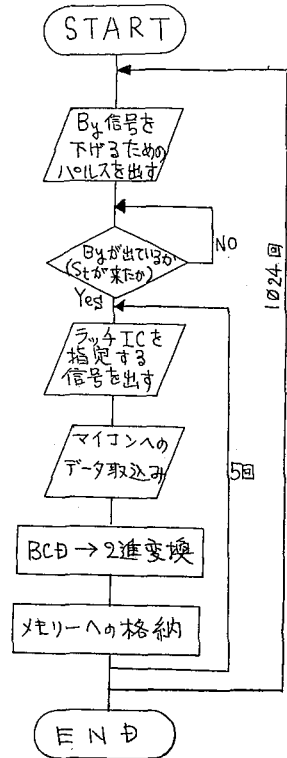 START
By信号を
下げるための
パルスを出す
Byが出ているか
(Stが来たか)
NO
Yes
ラッチICを
指定する
信号を出す
マイコンへの
データ取込み
BCD→2進変換
メモリーへの格納
5回
1024回
END